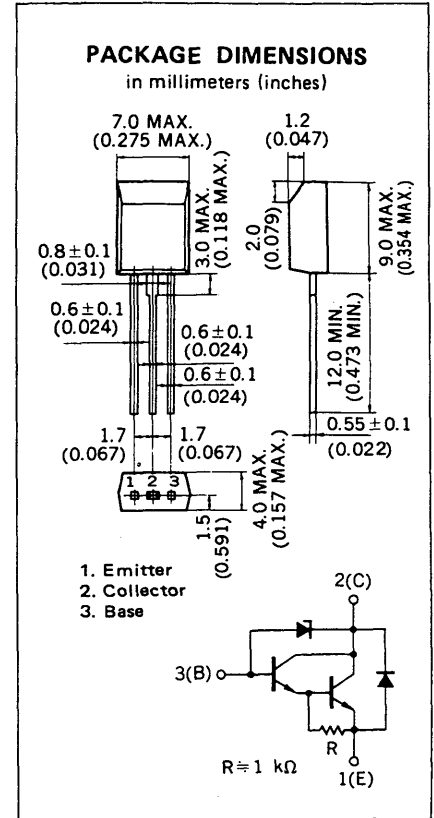 PACKAGE DIMENSIONS
in millimeters (inches)
7.0 MAX.
(0.275 MAX.)
1.2
(0.047)
3.0 MAX.
(0.118 MAX.)
2.0
(0.079)
9.0 MAX.
(0.354 MAX.)
0.8±0.1
(0.031)
0.6±0.1
(0.024)
0.6±0.1
(0.024)
0.6±0.1
(0.024)
12.0 MIN.
(0.473 MIN.)
0.55±0.1
(0.022)
1.7
(0.067)
1.7
(0.067)
1 2 3
4.0 MAX.
(0.157 MAX.)
1.5
(0.591)
1. Emitter
2. Collector
3. Base
2(C)
3(B)
R
R≒1 kΩ
1(E)